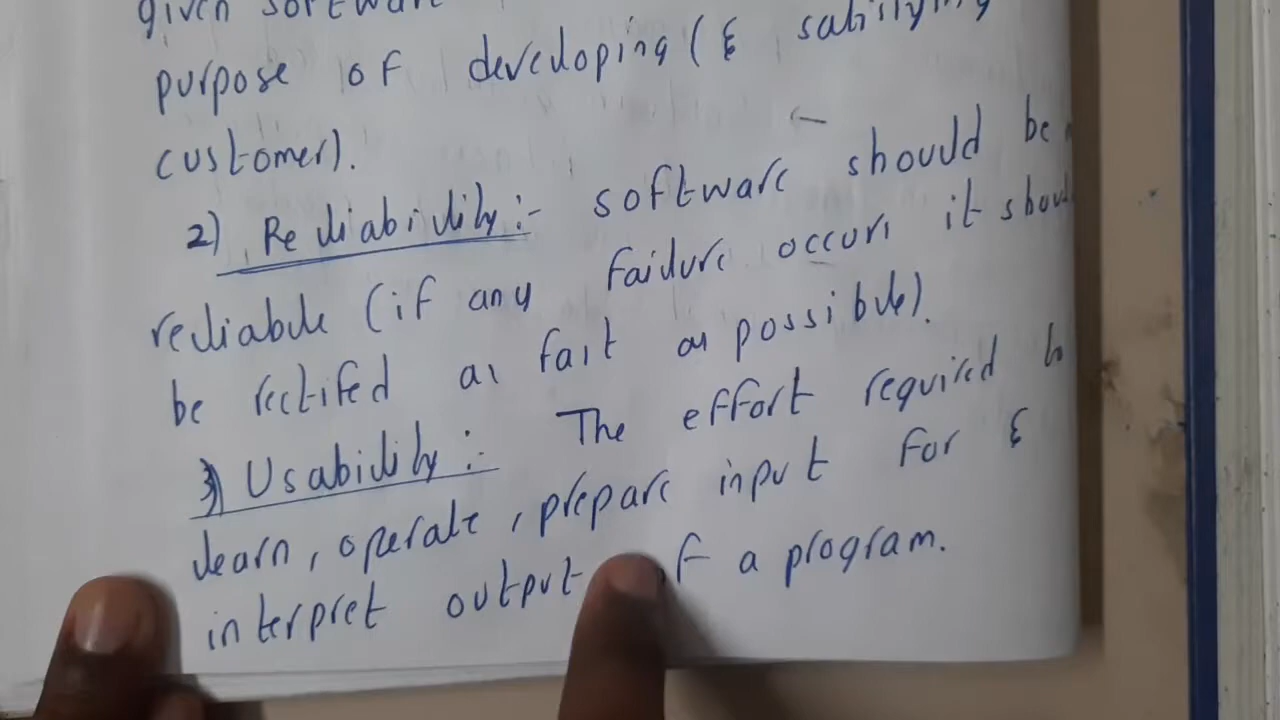 given software
purpose of developing (& satisfying
customer).
2) Reliability :- software should be
reliable (if any failure occurs it should
be rectifed as fast as possible).
3) Usability :- The effort required to
learn, operate, prepare input for &
interpret output of a program.